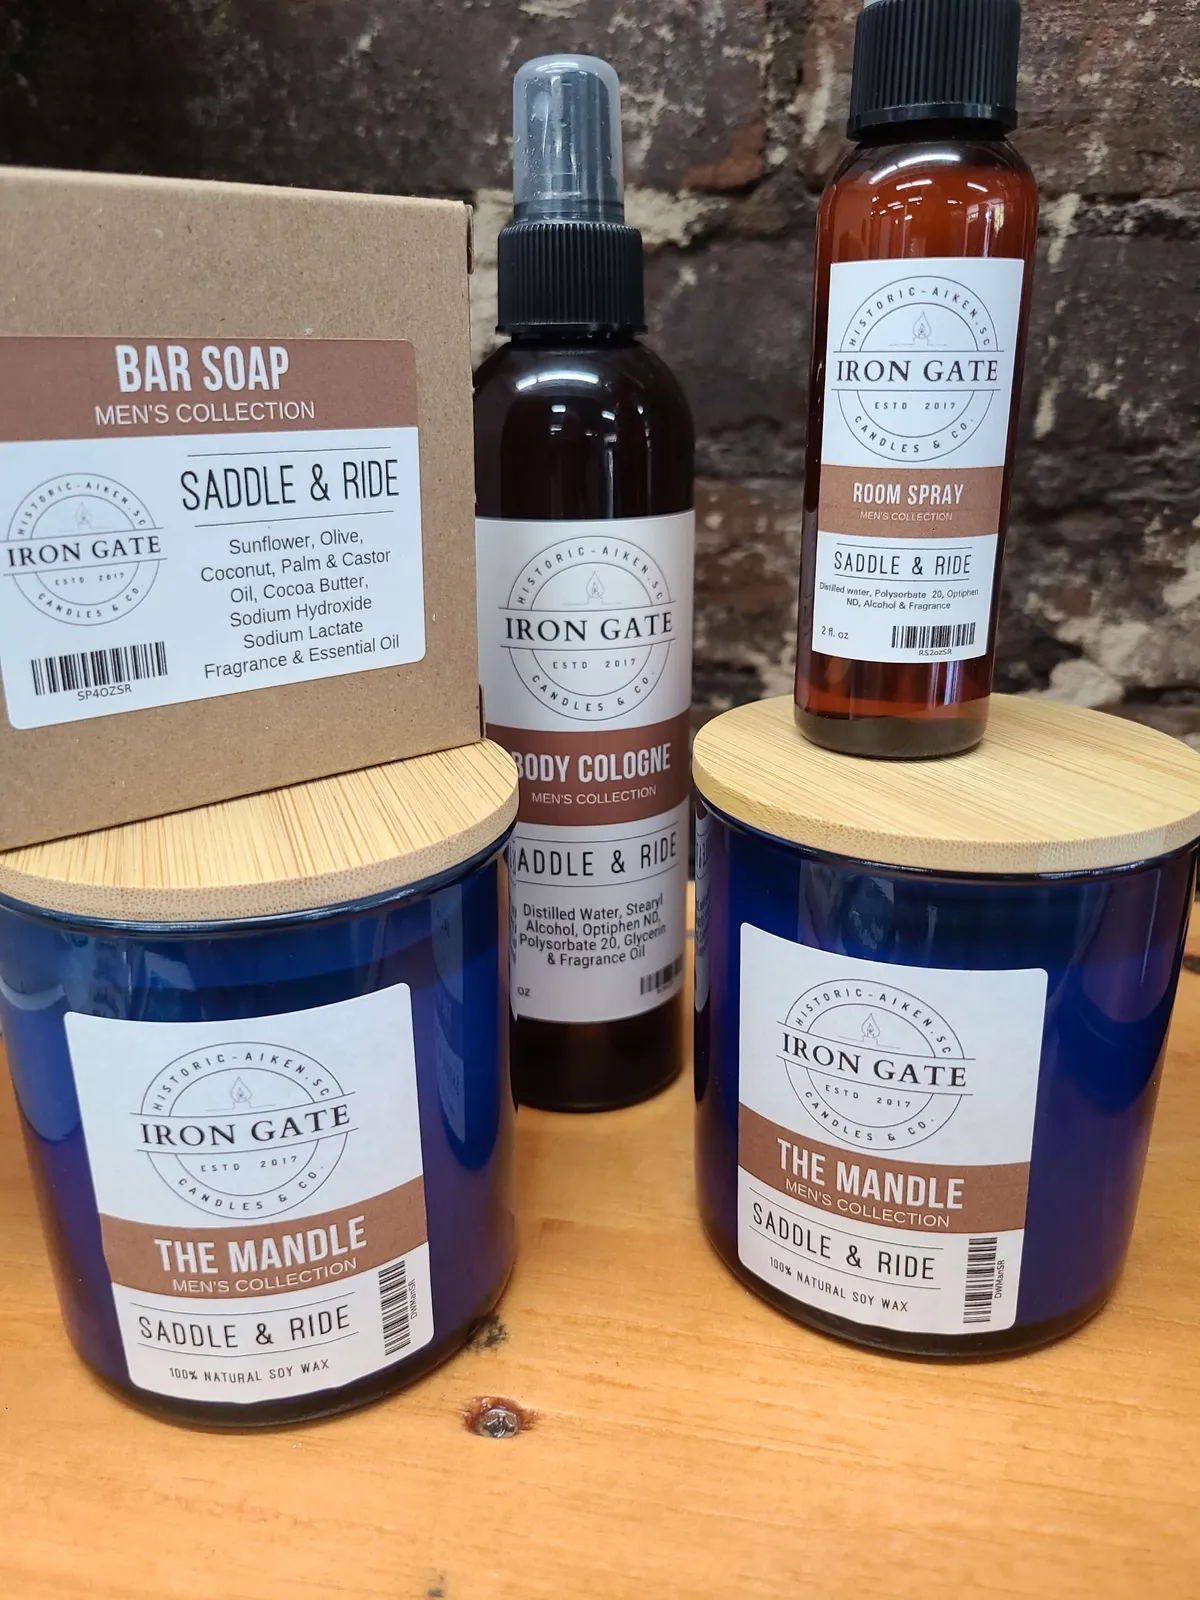 BAR SOAP
MEN'S COLLECTION
HISTORIC-AIKEN, SC
IRON GATE
ESTD 2017
CANDLES & CO.
SP4OZSR
SADDLE & RIDE
Sunflower, Olive,
Coconut, Palm & Castor
Oil, Cocoa Butter,
Sodium Hydroxide
Sodium Lactate
Fragrance & Essential Oil
HISTORIC-AIKEN, SC
IRON GATE
ESTD 2017
CANDLES & CO.
BODY COLOGNE
MEN'S COLLECTION
SADDLE & RIDE
Distilled Water, Stearyl
Alcohol, Optiphen ND,
Polysorbate 20, Glycerin
& Fragrance Oil
oz
HISTORIC-AIKEN, SC
IRON GATE
ESTD 2017
CANDLES & CO.
ROOM SPRAY
MEN'S COLLECTION
SADDLE & RIDE
Distilled water, Polysorbate 20, Optiphen
ND, Alcohol & Fragrance
2 fl. oz
RS2ozSR
HISTORIC-AIKEN, SC
IRON GATE
ESTD 2017
CANDLES & CO.
THE MANDLE
MEN'S COLLECTION
SADDLE & RIDE
100% NATURAL SOY WAX
DWManSR
HISTORIC-AIKEN, SC
IRON GATE
ESTD 2017
CANDLES & CO.
THE MANDLE
MEN'S COLLECTION
SADDLE & RIDE
100% NATURAL SOY WAX
DWManSR